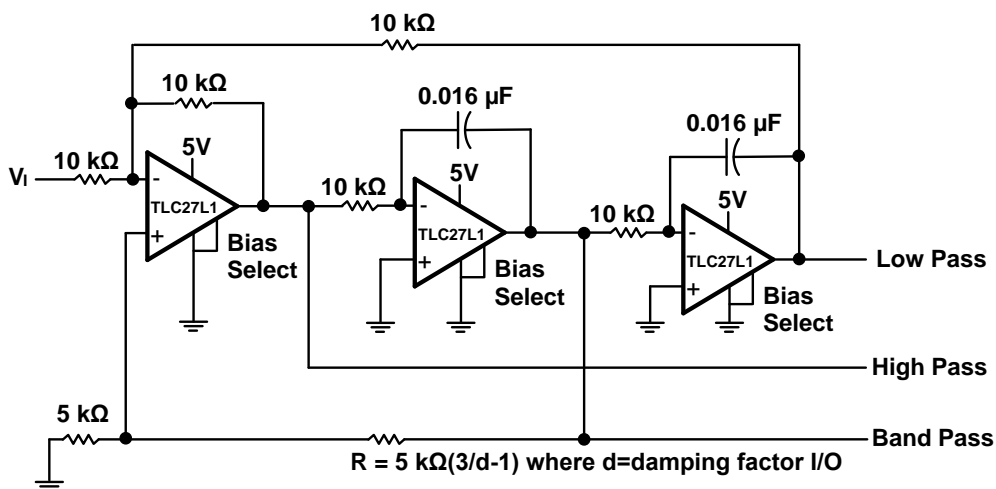 10 kΩ
10 kΩ
0.016 µF
0.016 µF
5V
5V
5V
VI
10 kΩ
10 kΩ
10 kΩ
-
TLC27L1
+
-
TLC27L1
+
-
TLC27L1
+
Bias
Select
Bias
Select
Bias
Select
Low Pass
High Pass
5 kΩ
Band Pass
R = 5 kΩ(3/d-1) where d=damping factor I/O